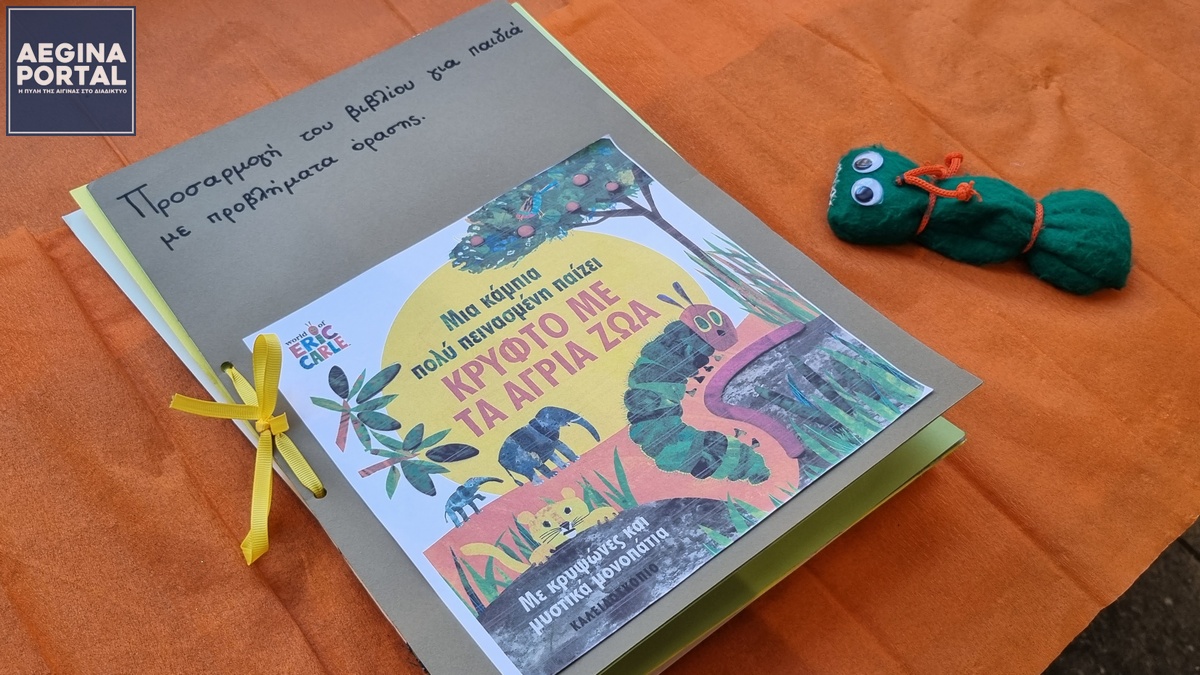 AEGINA
PORTAL
Η ΠΥΛΗ ΤΗΣ ΑΙΓΙΝΑΣ ΣΤΟ ΔΙΑΔΙΚΤΥΟ
Προσαρμογή του βιβλίου για παιδιά
με προβλήματα όρασης.
world of
ERIC
CARLE
Μια κάμπια
πολύ πεινασμένη παίζει
ΚΡΥΦΤΟ ΜΕ
ΤΑ ΑΓΡΙΑ ΖΩΑ
Με κρυψώνες και
μυστικά μονοπάτια
ΚΑΛΕΙΔΟΣΚΟΠΙΟ